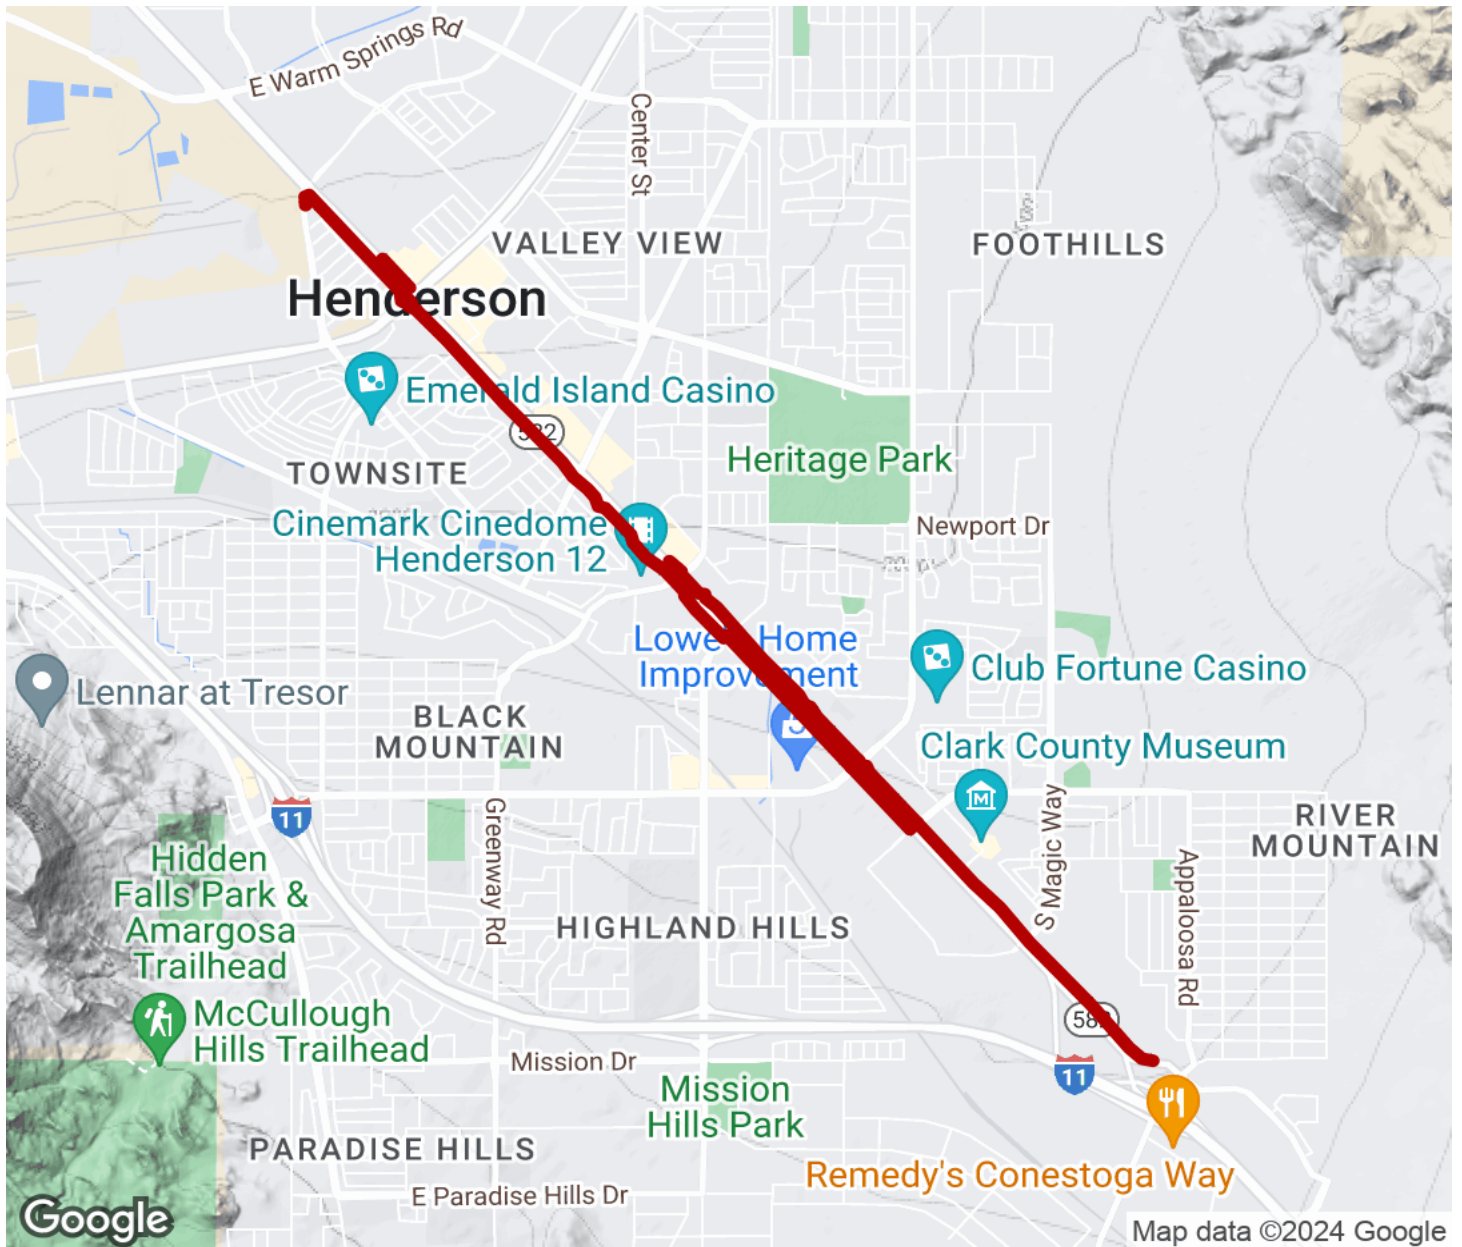 E Warm Springs Rd
Center St
VALLEY VIEW
FOOTHILLS
Henderson
Emerald Island Casino
582
Heritage Park
TOWNSITE
Cinemark Cinedome
Henderson 12
Newport Dr
Lowe's Home
Improvement
Club Fortune Casino
Lennar at Tresor
BLACK
MOUNTAIN
Clark County Museum
M
11
Greenway Rd
S Magic Way
RIVER
MOUNTAIN
Hidden
Falls Park &
Amargosa
Trailhead
Appaloosa Rd
HIGHLAND HILLS
McCullough
Hills Trailhead
582
Mission Dr
11
Mission
Hills Park
PARADISE HILLS
Remedy's Conestoga Way
E Paradise Hills Dr
Google
Map data ©2024 Google